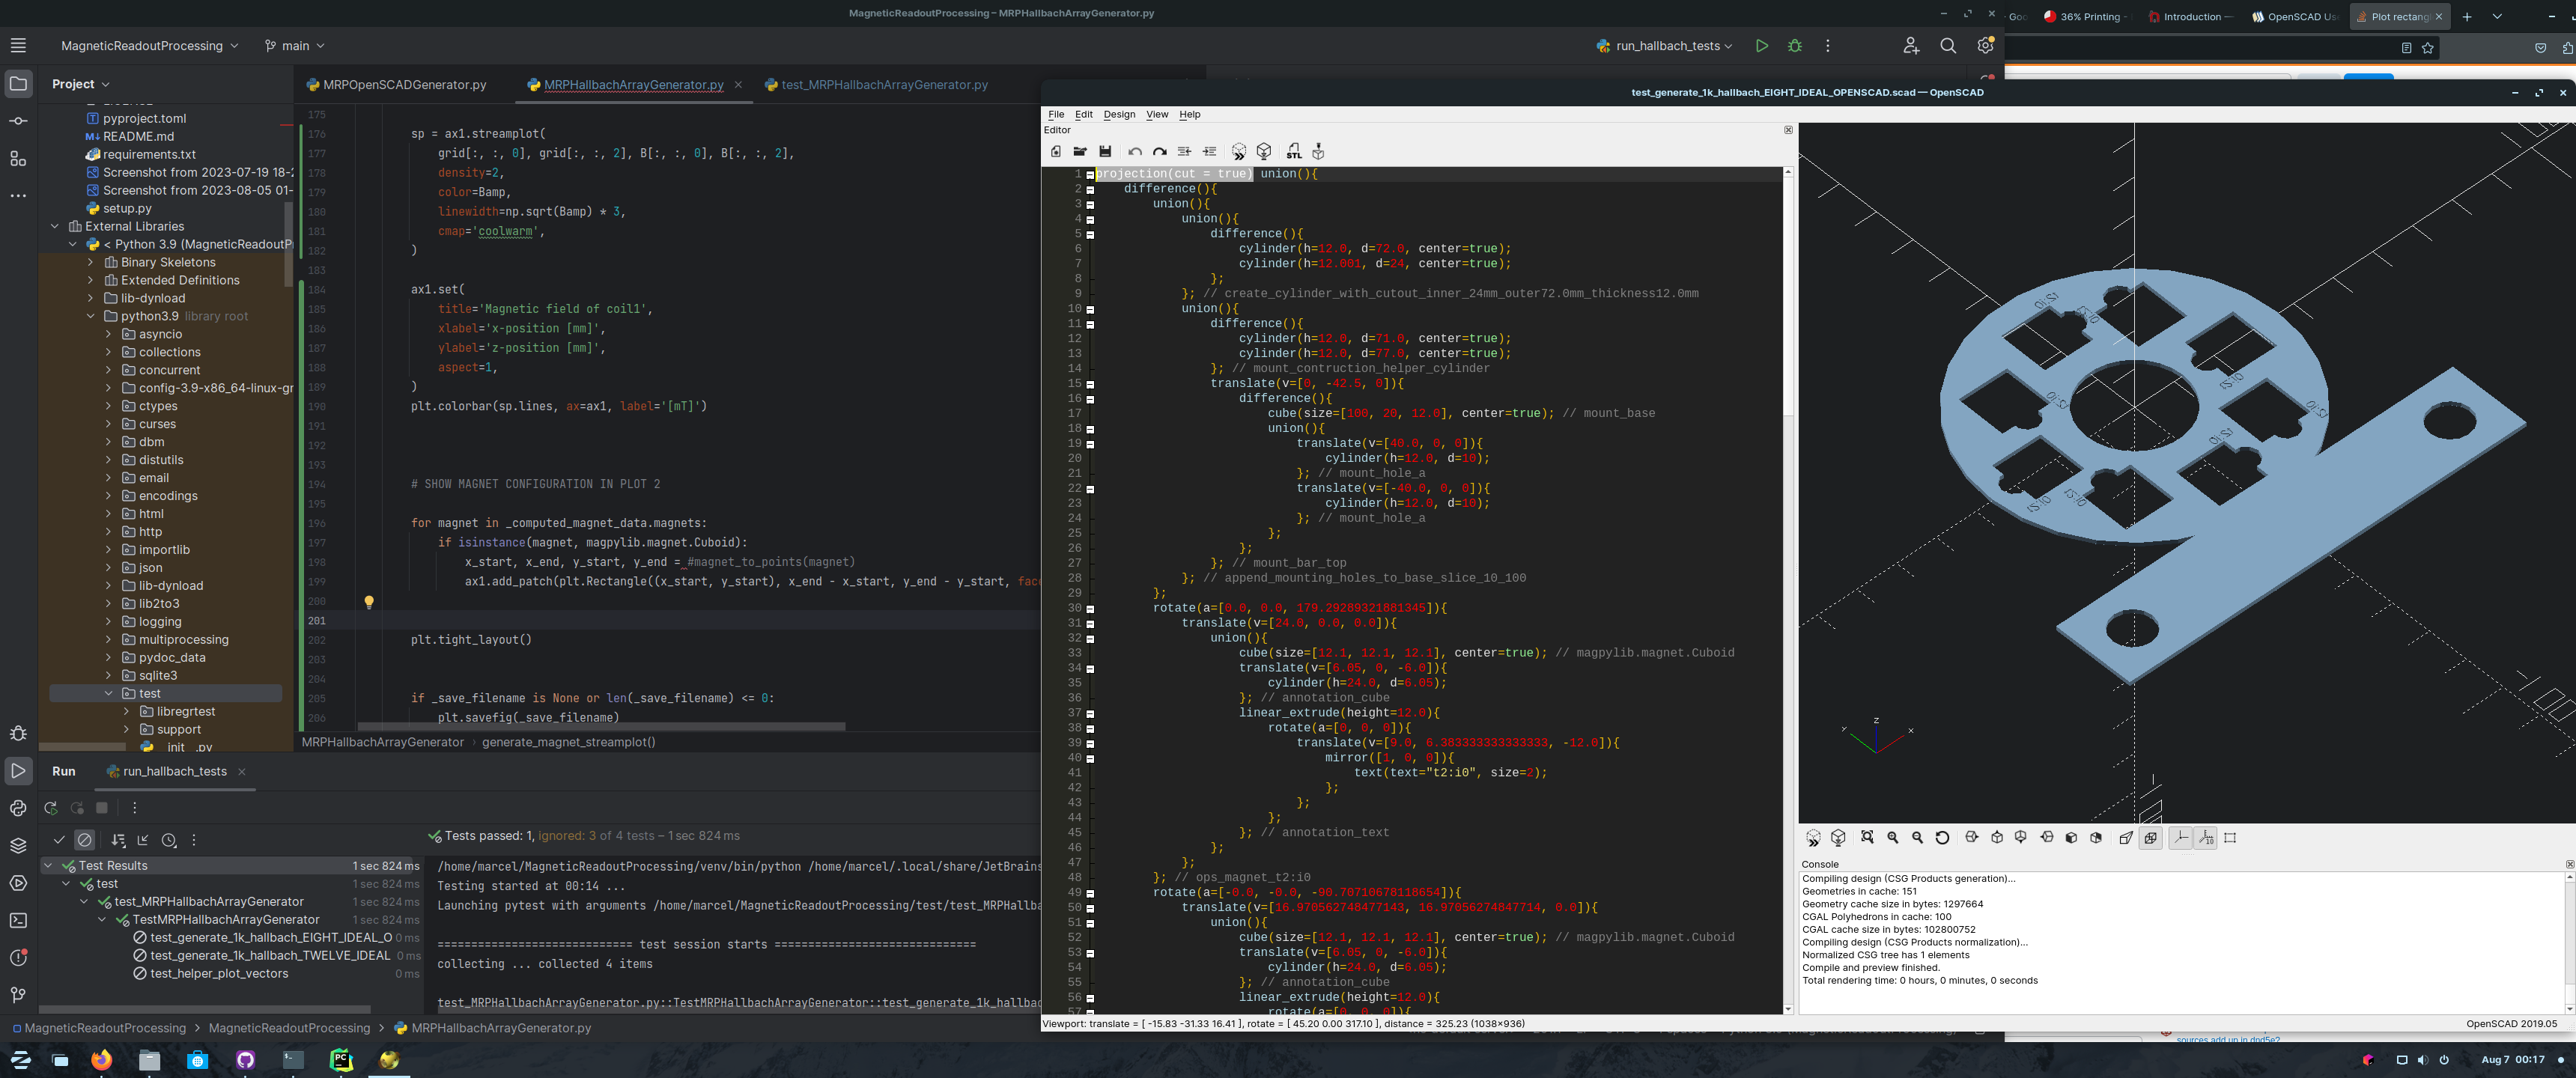 MagneticReadoutProcessing – MRPHallbachArrayGenerator.py
36% Printing -
Introduction —
OpenSCAD Us
Plot rectang
MagneticReadoutProcessing
main
run_hallbach_tests
Project
MRPOpenSCADGenerator.py
MRPHallbachArrayGenerator.py
test_MRPHallbachArrayGenerator.py
pyproject.toml
README.md
requirements.txt
Screenshot from 2023-07-19 18-2
Screenshot from 2023-08-05 01-
setup.py
External Libraries
< Python 3.9 (MagneticReadoutP
Binary Skeletons
Extended Definitions
lib-dynload
python3.9 library root
asyncio
collections
concurrent
config-3.9-x86_64-linux-gr
ctypes
curses
dbm
distutils
email
encodings
html
http
importlib
json
lib-dynload
lib2to3
logging
multiprocessing
pydoc_data
sqlite3
test
libregrtest
support
__init__.py
175
176 sp = ax1.streamplot(
177 grid[:, :, 0], grid[:, :, 2], B[:, :, 0], B[:, :, 2],
178 density=2,
179 color=Bamp,
180 linewidth=np.sqrt(Bamp) * 3,
181 cmap='coolwarm',
182 )
183
184 ax1.set(
185 title='Magnetic field of coil1',
186 xlabel='x-position [mm]',
187 ylabel='z-position [mm]',
188 aspect=1,
189 )
190 plt.colorbar(sp.lines, ax=ax1, label='[mT]')
191
192
193
194 # SHOW MAGNET CONFIGURATION IN PLOT 2
195
196 for magnet in _computed_magnet_data.magnets:
197 if isinstance(magnet, magpylib.magnet.Cuboid):
198 x_start, x_end, y_start, y_end = #magnet_to_points(magnet)
199 ax1.add_patch(plt.Rectangle((x_start, y_start), x_end - x_start, y_end - y_start, fac
200
201
202 plt.tight_layout()
203
204
205 if _save_filename is None or len(_save_filename) <= 0:
206 plt.savefig(_save_filename)
MRPHallbachArrayGenerator › generate_magnet_streamplot()
Run run_hallbach_tests
Tests passed: 1, ignored: 3 of 4 tests – 1 sec 824 ms
Test Results 1 sec 824 ms
test 1 sec 824 ms
test_MRPHallbachArrayGenerator 1 sec 824 ms
TestMRPHallbachArrayGenerator 1 sec 824 ms
test_generate_1k_hallbach_EIGHT_IDEAL_O 0 ms
test_generate_1k_hallbach_TWELVE_IDEAL 0 ms
test_helper_plot_vectors 0 ms
/home/marcel/MagneticReadoutProcessing/venv/bin/python /home/marcel/.local/share/JetBrains
Testing started at 00:14 ...
Launching pytest with arguments /home/marcel/MagneticReadoutProcessing/test/test_MRPHallba
============================= test session starts =============================
collecting ... collected 4 items
test_MRPHallbachArrayGenerator.py::TestMRPHallbachArrayGenerator::test_generate_1k_hallbac
MagneticReadoutProcessing › MagneticReadoutProcessing › MRPHallbachArrayGenerator.py
test_generate_1k_hallbach_EIGHT_IDEAL_OPENSCAD.scad — OpenSCAD
File Edit Design View Help
Editor
STL
1 projection(cut = true) union(){
2 difference(){
3 union(){
4 union(){
5 difference(){
6 cylinder(h=12.0, d=72.0, center=true);
7 cylinder(h=12.001, d=24, center=true);
8 };
9 }; // create_cylinder_with_cutout_inner_24mm_outer72.0mm_thickness12.0mm
10 union(){
11 difference(){
12 cylinder(h=12.0, d=71.0, center=true);
13 cylinder(h=12.0, d=77.0, center=true);
14 }; // mount_contruction_helper_cylinder
15 translate(v=[0, -42.5, 0]){
16 difference(){
17 cube(size=[100, 20, 12.0], center=true); // mount_base
18 union(){
19 translate(v=[40.0, 0, 0]){
20 cylinder(h=12.0, d=10);
21 }; // mount_hole_a
22 translate(v=[-40.0, 0, 0]){
23 cylinder(h=12.0, d=10);
24 }; // mount_hole_a
25 };
26 };
27 }; // mount_bar_top
28 }; // append_mounting_holes_to_base_slice_10_100
29 };
30 rotate(a=[0.0, 0.0, 179.29289321881345]){
31 translate(v=[24.0, 0.0, 0.0]){
32 union(){
33 cube(size=[12.1, 12.1, 12.1], center=true); // magpylib.magnet.Cuboid
34 translate(v=[6.05, 0, -6.0]){
35 cylinder(h=24.0, d=6.05);
36 }; // annotation_cube
37 linear_extrude(height=12.0){
38 rotate(a=[0, 0, 0]){
39 translate(v=[9.0, 6.383333333333333, -12.0]){
40 mirror([1, 0, 0]){
41 text(text="t2:i0", size=2);
42 };
43 };
44 };
45 }; // annotation_text
46 };
47 };
48 }; // ops_magnet_t2:i0
49 rotate(a=[-0.0, -0.0, -90.70710678118654]){
50 translate(v=[16.970562748477143, 16.97056274847714, 0.0]){
51 union(){
52 cube(size=[12.1, 12.1, 12.1], center=true); // magpylib.magnet.Cuboid
53 translate(v=[6.05, 0, -6.0]){
54 cylinder(h=24.0, d=6.05);
55 }; // annotation_cube
56 linear_extrude(height=12.0){
57 rotate(a=[0, 0, 0]){
Z
Y
X
Console
Compiling design (CSG Products generation)...
Geometries in cache: 151
Geometry cache size in bytes: 1297664
CGAL Polyhedrons in cache: 100
CGAL cache size in bytes: 102800752
Compiling design (CSG Products normalization)...
Normalized CSG tree has 1 elements
Compile and preview finished.
Total rendering time: 0 hours, 0 minutes, 0 seconds
Viewport: translate = [ -15.83 -31.33 16.41 ], rotate = [ 45.20 0.00 317.10 ], distance = 325.23 (1038×936)
OpenSCAD 2019.05
sources add up in dnd5e?
Aug 7 00:17